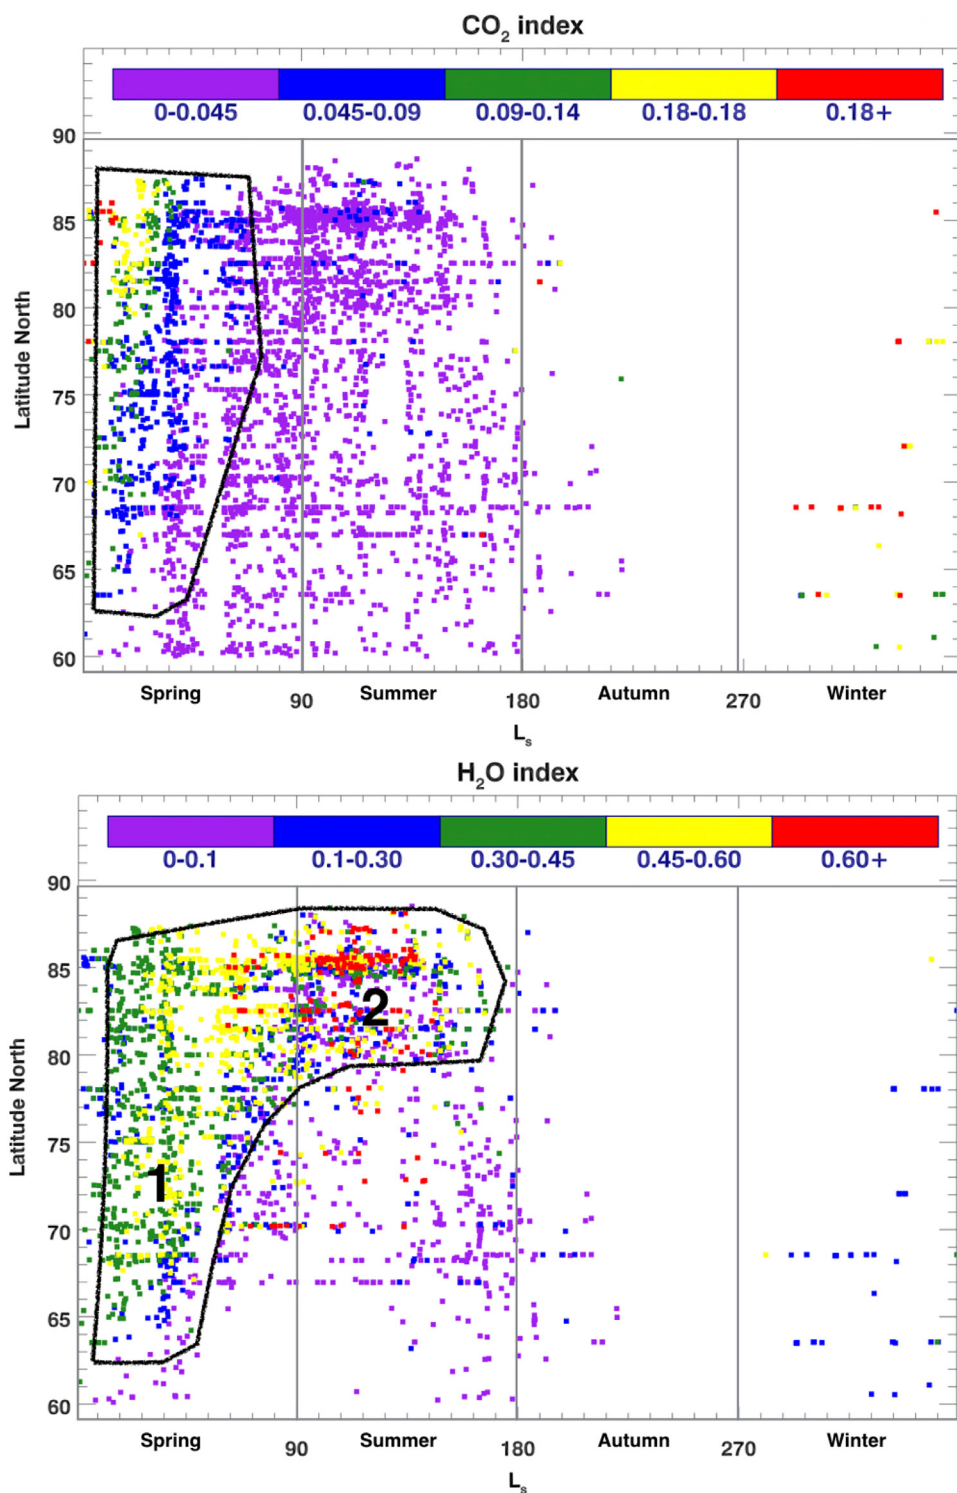 CO₂ index
0-0.045 0.045-0.09 0.09-0.14 0.18-0.18 0.18+
90
85
80
75
70
65
60
Latitude North
Spring 90 Summer 180 Autumn 270 Winter
Lₛ
H₂O index
0-0.1 0.1-0.30 0.30-0.45 0.45-0.60 0.60+
90
85
80
75
70
65
60
Latitude North
2
1
Spring 90 Summer 180 Autumn 270 Winter
Lₛ